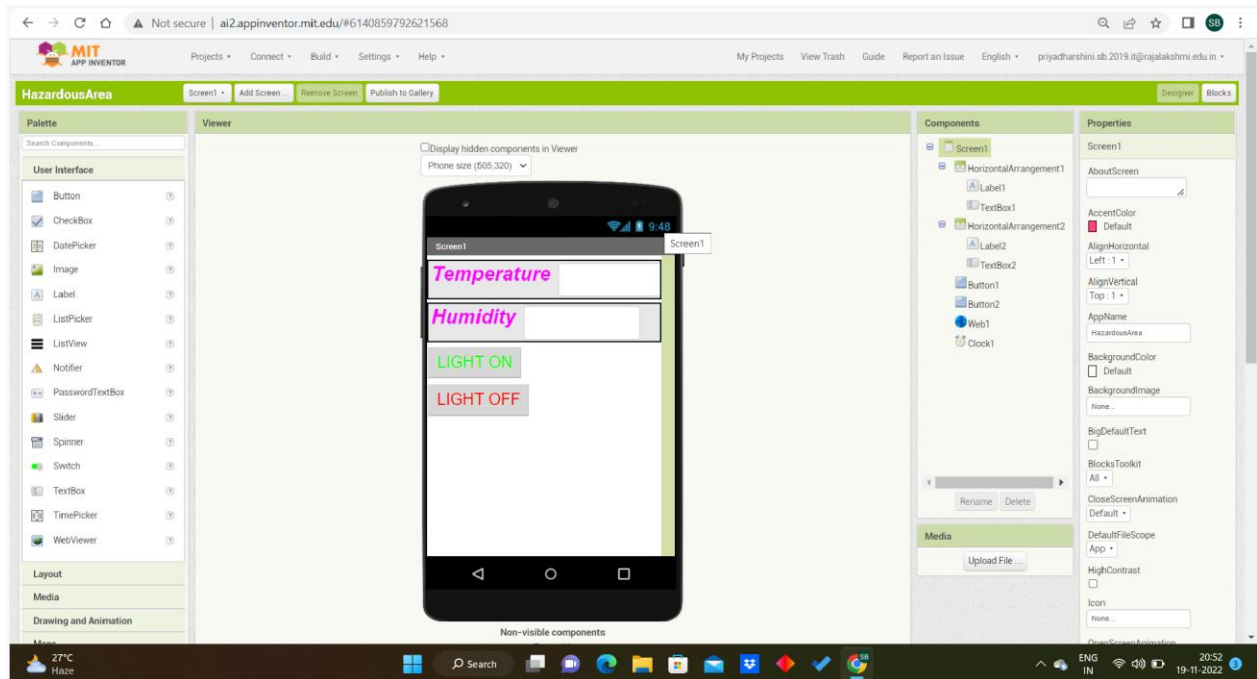 Not secure | ai2.appinventor.mit.edu/#6140859792621568
SB
MIT
APP INVENTOR
Projects Connect Build Settings Help
My Projects View Trash Guide Report an Issue English priyadharshini.sb.2019.it@rajalakshmi.edu.in
HazardousArea
Screen1 Add Screen ... Remove Screen Publish to Gallery
Designer Blocks
Palette
Search Components...
User Interface
Button
CheckBox
DatePicker
Image
Label
ListPicker
ListView
Notifier
PasswordTextBox
Slider
Spinner
Switch
TextBox
TimePicker
WebViewer
Layout
Media
Drawing and Animation
Maps
Viewer
Display hidden components in Viewer
Phone size (505,320)
9:48
Screen1
Screen1
Temperature
Humidity
LIGHT ON
LIGHT OFF
Non-visible components
Components
Screen1
HorizontalArrangement1
Label1
TextBox1
HorizontalArrangement2
Label2
TextBox2
Button1
Button2
Web1
Clock1
Rename Delete
Media
Upload File ...
Properties
Screen1
AboutScreen
AccentColor
Default
AlignHorizontal
Left : 1
AlignVertical
Top : 1
AppName
HazardousArea
BackgroundColor
Default
BackgroundImage
None...
BigDefaultText
BlocksToolkit
All
CloseScreenAnimation
Default
DefaultFileScope
App
HighContrast
Icon
None...
OpenScreenAnimation
27°C
Haze
Search
ENG
IN
20:52
19-11-2022
3